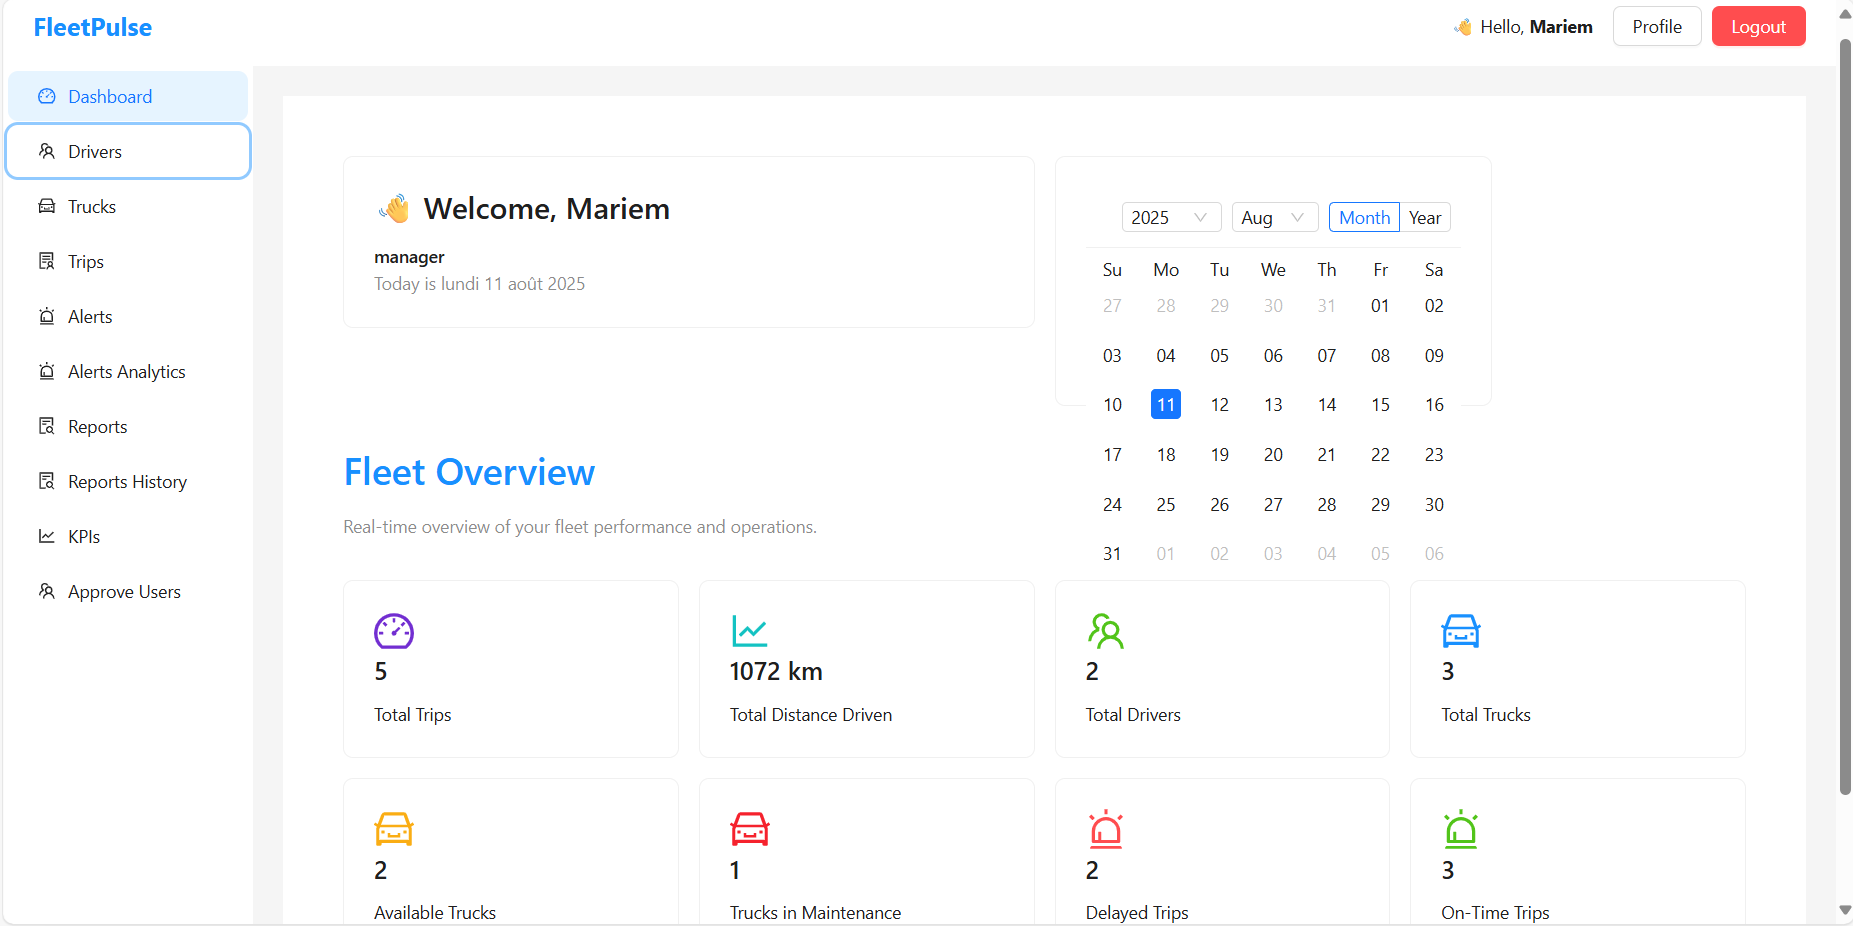 FleetPulse
Hello, Mariem
Profile
Logout
Dashboard
Drivers
Trucks
Trips
Alerts
Alerts Analytics
Reports
Reports History
KPIs
Approve Users
Welcome, Mariem
manager
Today is lundi 11 août 2025
2025 Aug Month Year
Su Mo Tu We Th Fr Sa
27 28 29 30 31 01 02
03 04 05 06 07 08 09
10 11 12 13 14 15 16
17 18 19 20 21 22 23
24 25 26 27 28 29 30
31 01 02 03 04 05 06
Fleet Overview
Real-time overview of your fleet performance and operations.
5
Total Trips
1072 km
Total Distance Driven
2
Total Drivers
3
Total Trucks
2
Available Trucks
1
Trucks in Maintenance
2
Delayed Trips
3
On-Time Trips